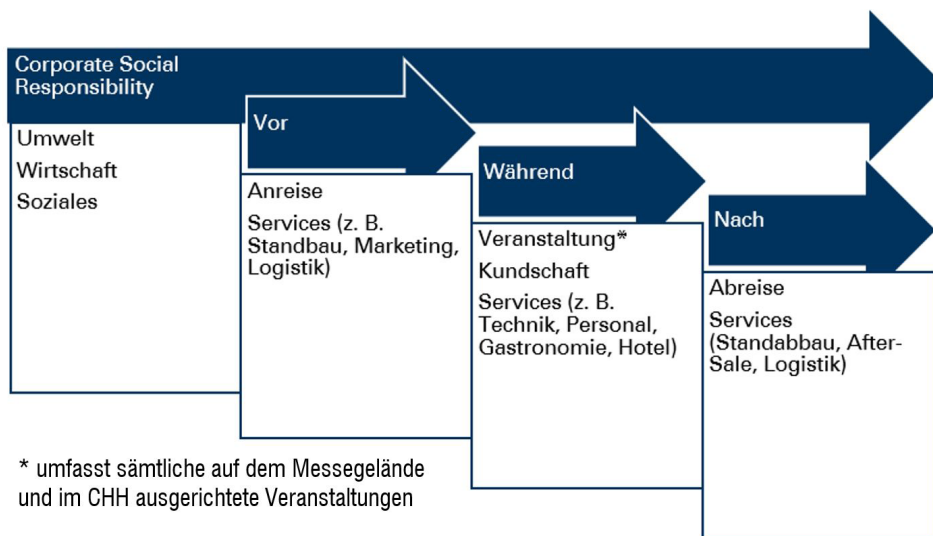 Corporate Social
Responsibility
Umwelt
Wirtschaft
Soziales
Vor
Anreise
Services (z. B.
Standbau, Marketing,
Logistik)
Während
Veranstaltung*
Kundschaft
Services (z. B.
Technik, Personal,
Gastronomie, Hotel)
Nach
Abreise
Services
(Standabbau, After-
Sale, Logistik)
* umfasst sämtliche auf dem Messegelände
und im CHH ausgerichtete Veranstaltungen